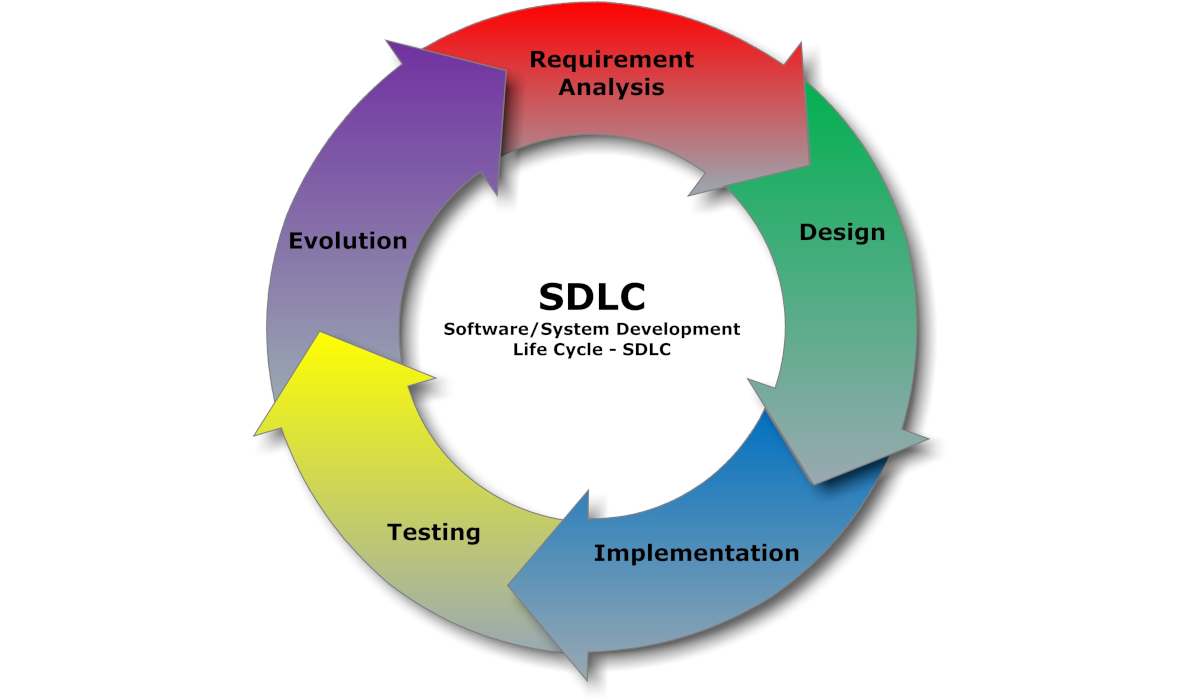 Requirement
Analysis
Design
Evolution
SDLC
Software/System Development
Life Cycle - SDLC
Testing
Implementation